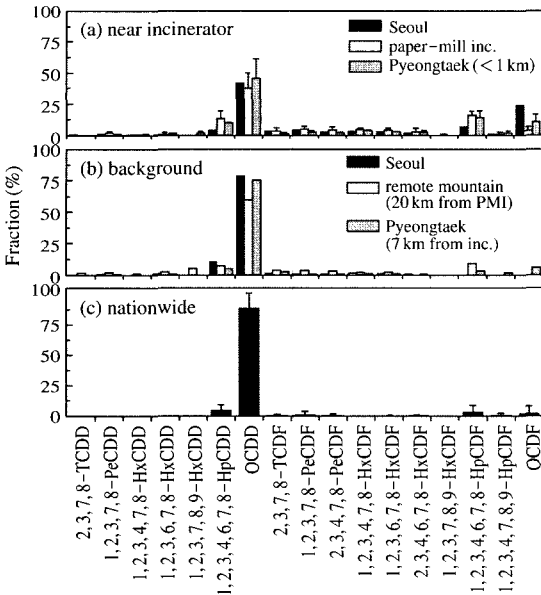 100
(a) near incinerator
Seoul
75
paper-mill inc.
50
Pyeongtaek (< 1 km)
25
0
100
(b) background
Seoul
75
remote mountain
(20 km from PMI)
50
Pyeongtaek
(7 km from inc.)
25
0
100
(c) nationwide
75
50
25
0
Fraction (%)
2,3,7,8-TCDD
1,2,3,7,8-PeCDD
1,2,3,4,7,8-HxCDD
1,2,3,6,7,8-HxCDD
1,2,3,7,8,9-HxCDD
1,2,3,4,6,7,8-HpCDD
OCDD
2,3,7,8-TCDF
1,2,3,7,8-PeCDF
2,3,4,7,8-PeCDF
1,2,3,4,7,8-HxCDF
1,2,3,6,7,8-HxCDF
2,3,4,6,7,8-HxCDF
1,2,3,7,8,9-HxCDF
1,2,3,4,6,7,8-HpCDF
1,2,3,4,7,8,9-HpCDF
OCDF